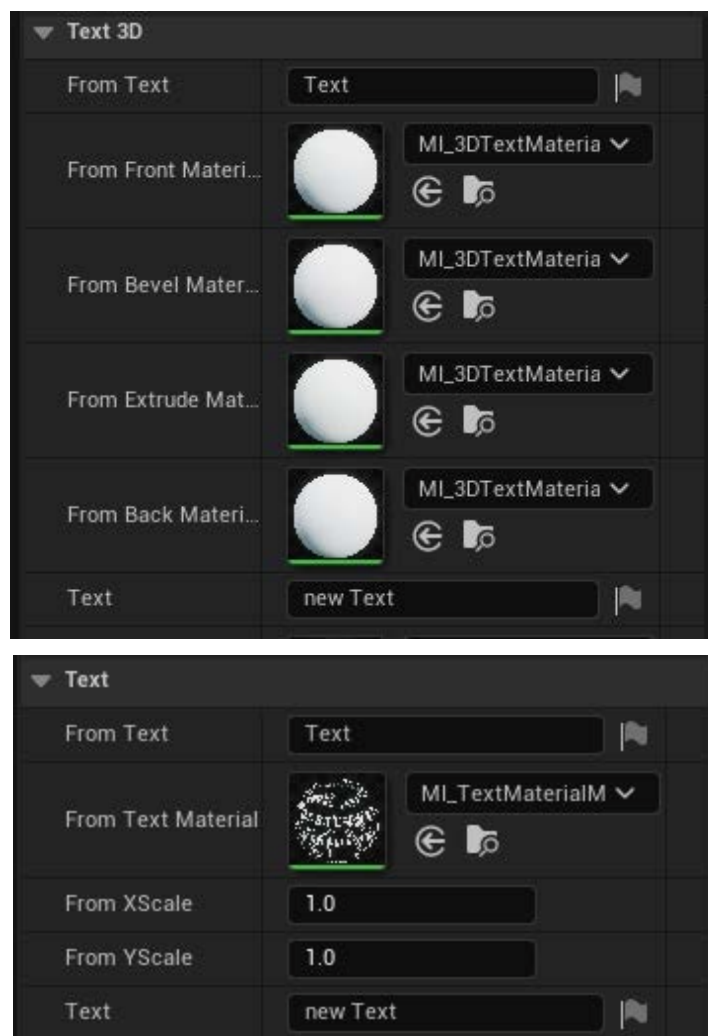 Text 3D
From Text
Text
From Front Materi...
MI_3DTextMateria
From Bevel Mater...
MI_3DTextMateria
From Extrude Mat...
MI_3DTextMateria
From Back Materi...
MI_3DTextMateria
Text
new Text
Text
From Text
Text
From Text Material
MI_TextMaterialM
From XScale
1.0
From YScale
1.0
Text
new Text